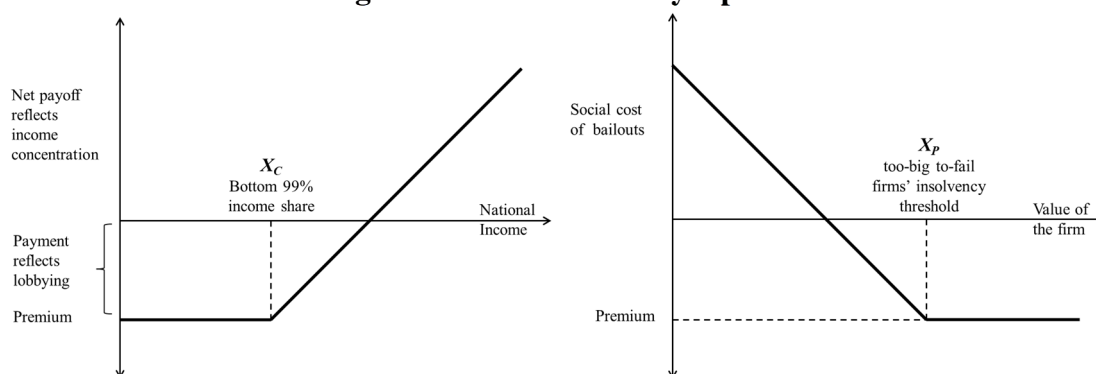 Net payoff
reflects
income
concentration
X_C
Bottom 99%
income share
National
Income
Payment
reflects
lobbying
Premium
Social cost
of bailouts
X_P
too-big to-fail
firms' insolvency
threshold
Value of
the firm
Premium